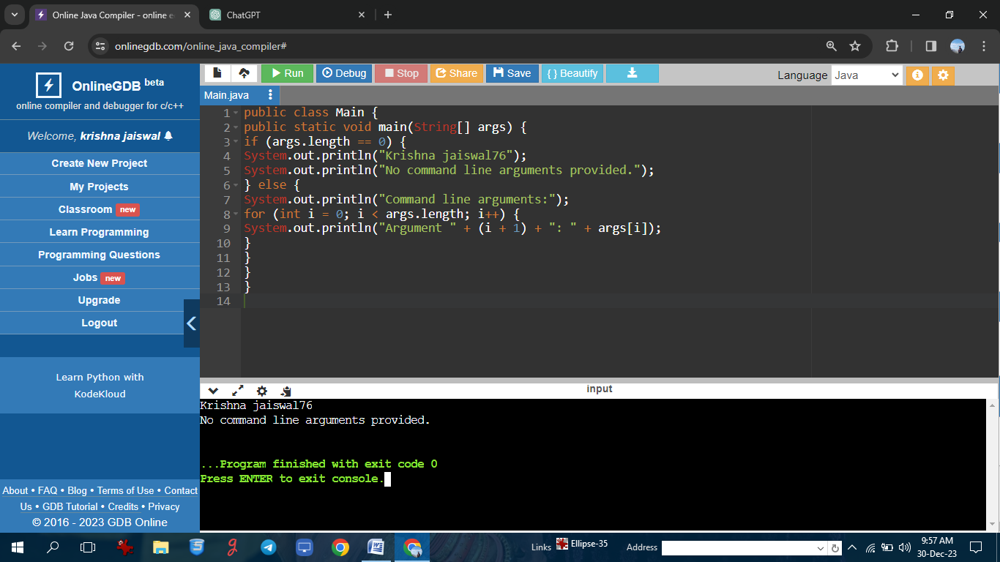 Online Java Compiler - online e
ChatGPT
onlinegdb.com/online_java_compiler#
OnlineGDB beta
online compiler and debugger for c/c++
Welcome, krishna jaiswal
Create New Project
My Projects
Classroom new
Learn Programming
Programming Questions
Jobs new
Upgrade
Logout
Learn Python with
KodeKloud
About • FAQ • Blog • Terms of Use • Contact
Us • GDB Tutorial • Credits • Privacy
© 2016 - 2023 GDB Online
Run Debug Stop Share Save { } Beautify
Language Java
Main.java
1 public class Main {
2 public static void main(String[] args) {
3 if (args.length == 0) {
4 System.out.println("Krishna jaiswal76");
5 System.out.println("No command line arguments provided.");
6 } else {
7 System.out.println("Command line arguments:");
8 for (int i = 0; i < args.length; i++) {
9 System.out.println("Argument " + (i + 1) + ": " + args[i]);
10 }
11 }
12 }
13 }
14
input
Krishna jaiswal76
No command line arguments provided.
...Program finished with exit code 0
Press ENTER to exit console.
Links Ellipse-35 Address
9:57 AM
30-Dec-23